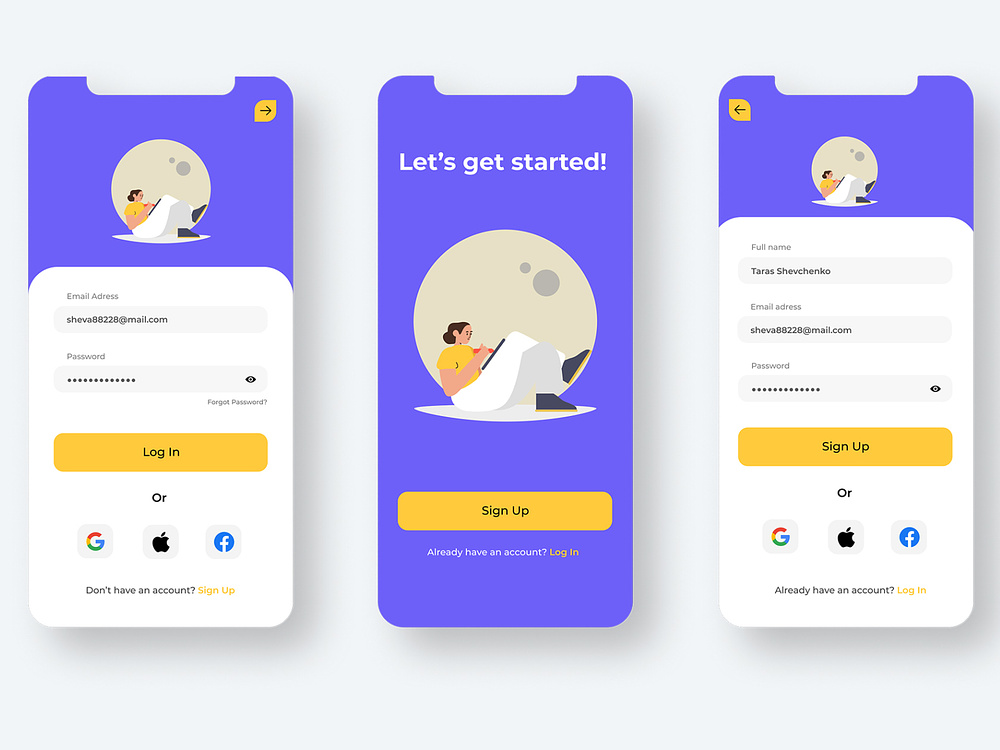 Email Adress
sheva88228@mail.com
Password
•••••••••••••
Forgot Password?
Log In
Or
Don't have an account? Sign Up
Let's get started!
Sign Up
Already have an account? Log In
Full name
Taras Shevchenko
Email adress
sheva88228@mail.com
Password
•••••••••••••
Sign Up
Or
Already have an account? Log In